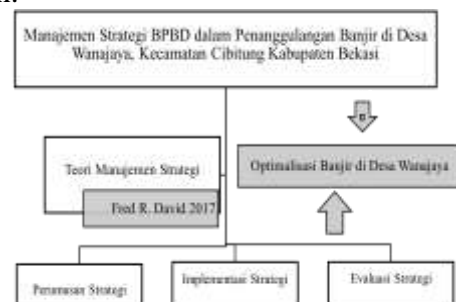 Manajemen Strategi BPBD dalam Penanggulangan Banjir di Desa
Wanajaya, Kecamatan Cibitung Kabupaten Bekasi
Teori Manajemen Strategi
Optimalisasi Banjir di Desa Wanajaya
Fred R. David 2017
Perumusan Strategi
Implementasi Strategi
Evaluasi Strategi